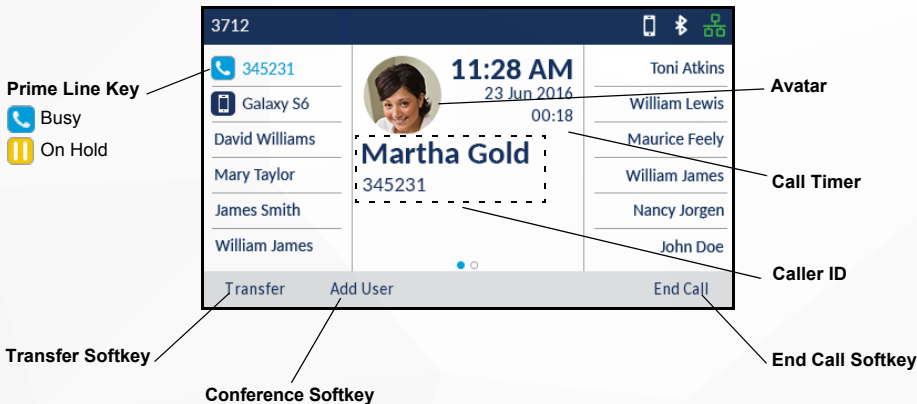 3712
Prime Line Key
Busy
On Hold
345231
Galaxy S6
David Williams
Mary Taylor
James Smith
William James
11:28 AM
23 Jun 2016
00:18
Martha Gold
345231
Toni Atkins
William Lewis
Maurice Feely
William James
Nancy Jorgen
John Doe
Transfer
Add User
End Call
Avatar
Call Timer
Caller ID
Transfer Softkey
Conference Softkey
End Call Softkey